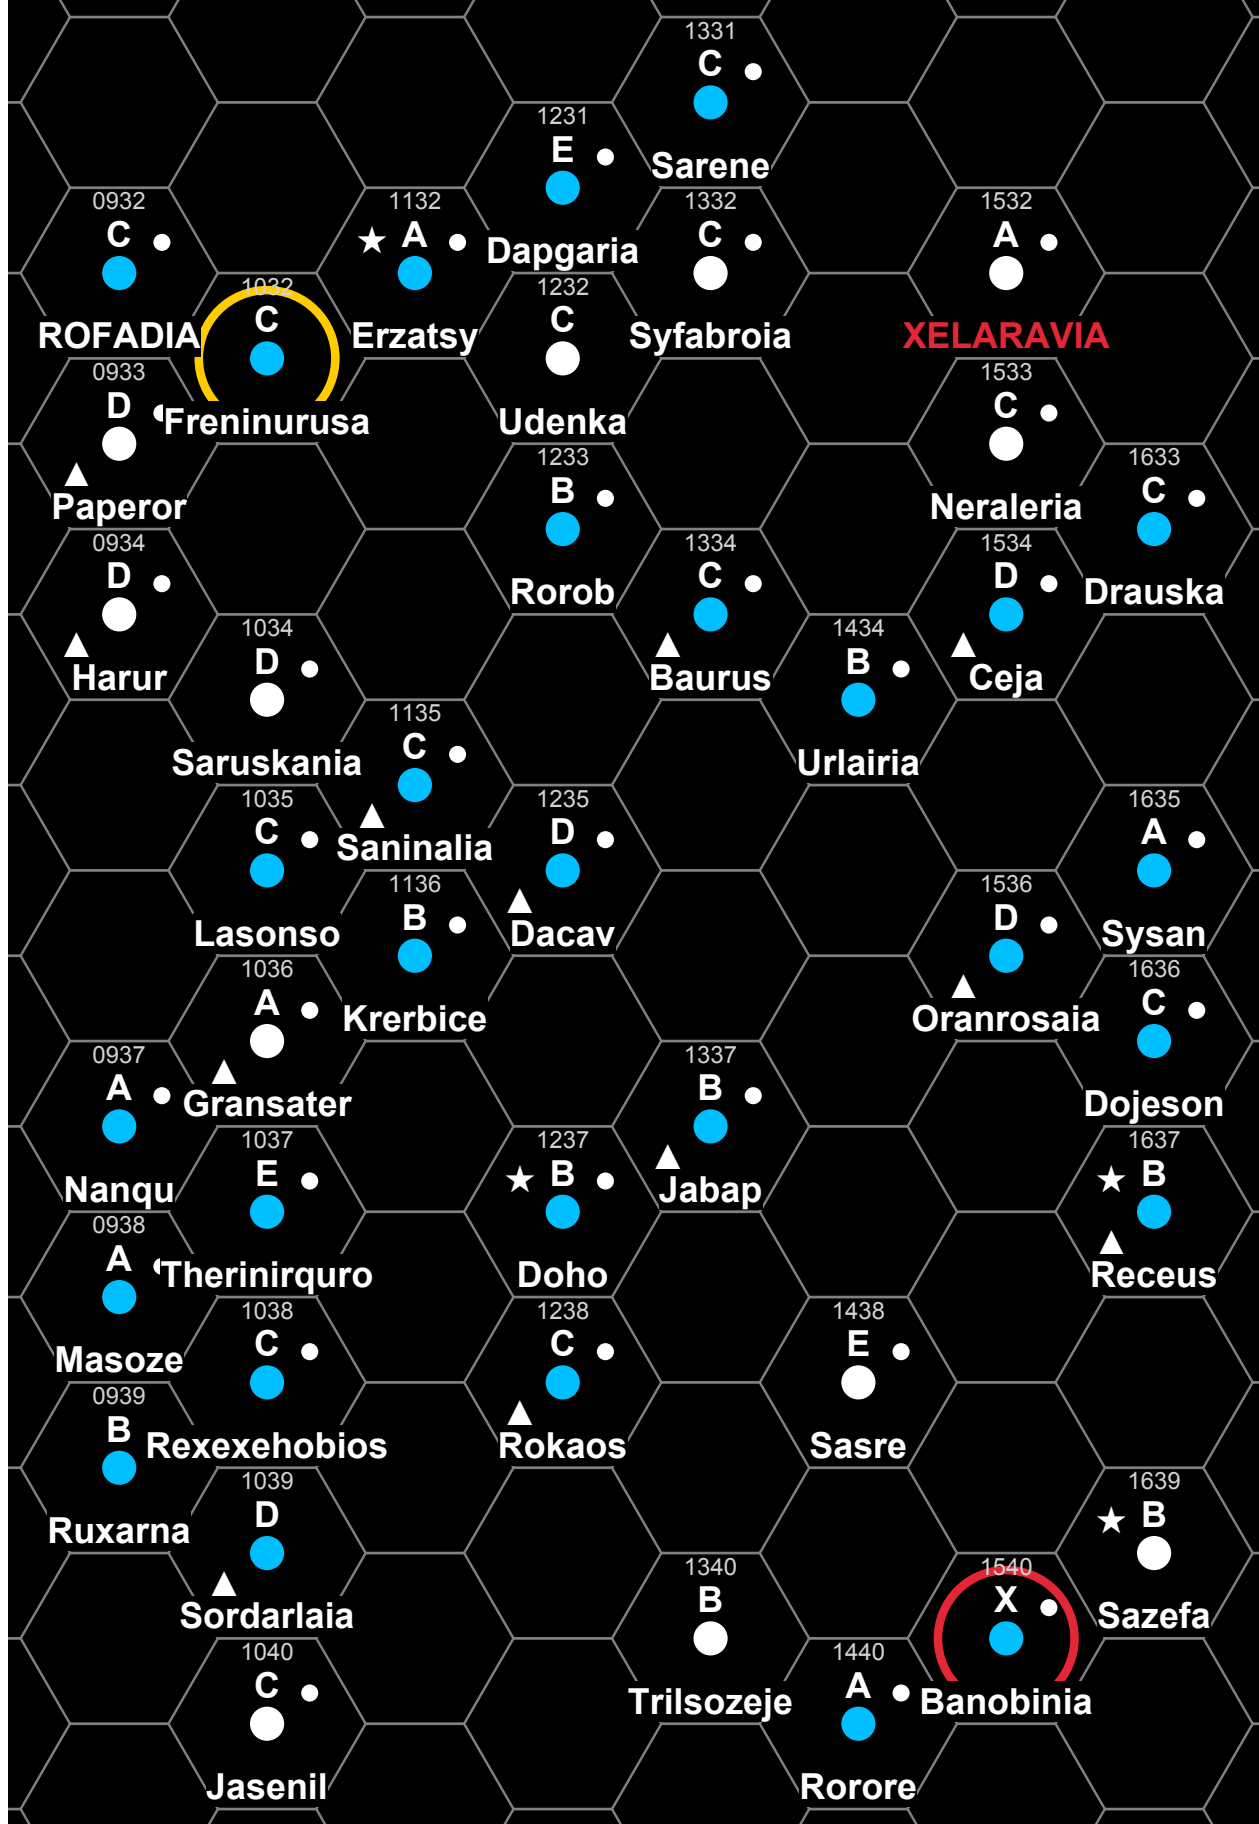 1331
C
Sarene
1231
E
Dapgaria
0932
C
ROFADIA
1132
A
Erzatsy
1332
C
Syfabroia
1532
A
XELARAVIA
1032
C
Freninurusa
1232
C
Udenka
0933
D
Paperor
1533
C
Neraleria
1233
B
Rorob
1633
C
Drauska
0934
D
Harur
1334
C
Baurus
1534
D
Ceja
1034
D
Saruskania
1434
B
Urlairia
1135
C
Saninalia
1035
C
Lasonso
1235
D
Dacav
1635
A
Sysan
1136
B
Krerbice
1536
D
Oranrosaia
1036
A
Gransater
1636
C
Dojeson
0937
A
Nanqu
1337
B
Jabap
1037
E
Therinirquro
1237
B
Doho
1637
B
Receus
0938
A
Masoze
1038
C
Rexexehobios
1238
C
Rokaos
1438
E
Sasre
0939
B
Ruxarna
1039
D
Sordarlaia
1639
B
Sazefa
1340
B
Trilsozeje
1540
X
Banobinia
1040
C
Jasenil
1440
A
Rorore